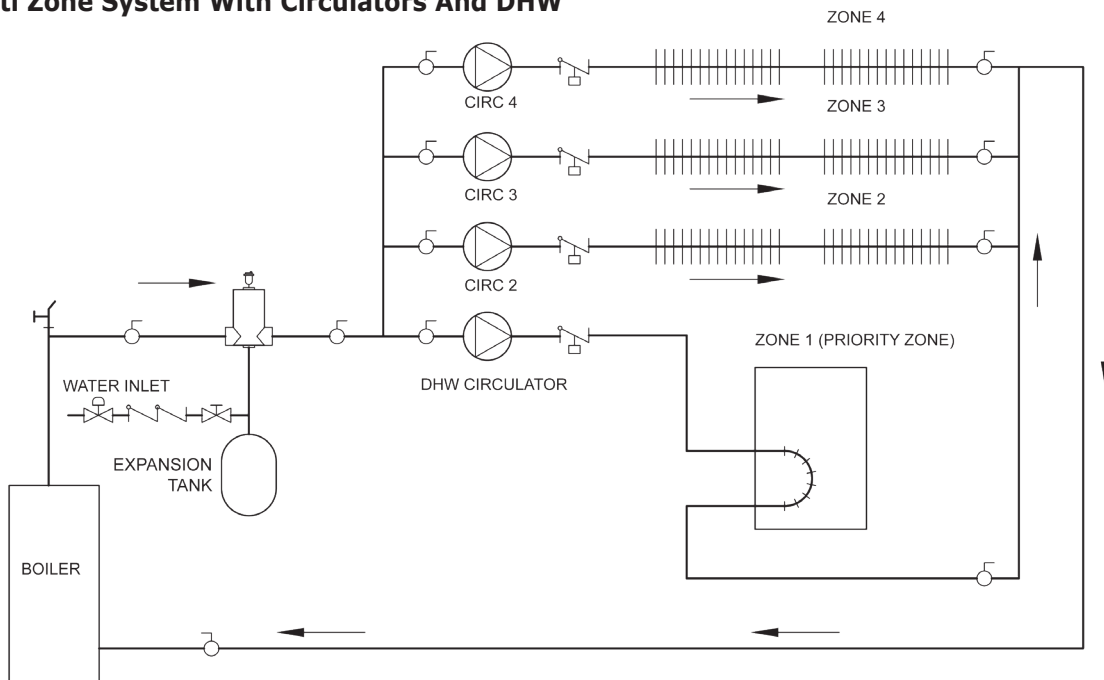 ti Zone System With Circulators And DHW
ZONE 4
CIRC 4
ZONE 3
CIRC 3
ZONE 2
CIRC 2
ZONE 1 (PRIORITY ZONE)
DHW CIRCULATOR
WATER INLET
EXPANSION
TANK
BOILER